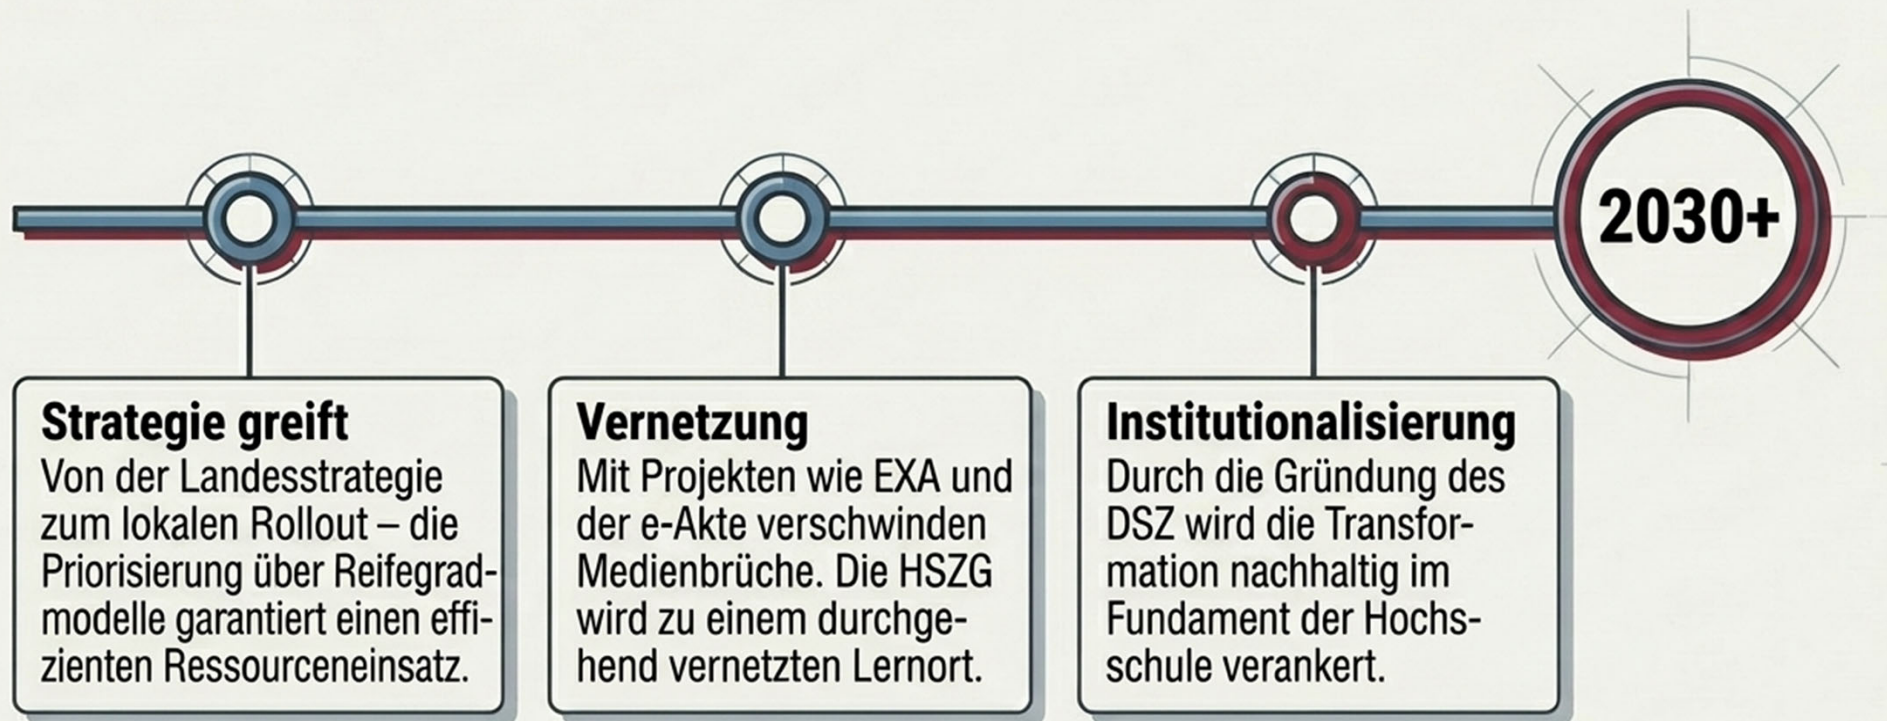 2030+
Strategie greift
Von der Landesstrategie
zum lokalen Rollout – die
Priorisierung über Reifegrad-
modelle garantiert einen effi-
zienten Ressourceneinsatz.
Vernetzung
Mit Projekten wie EXA und
der e-Akte verschwinden
Medienbrüche. Die HSZG
wird zu einem durchge-
hend vernetzten Lernort.
Institutionalisierung
Durch die Gründung des
DSZ wird die Transfor-
mation nachhaltig im
Fundament der Hochs-
schule verankert.